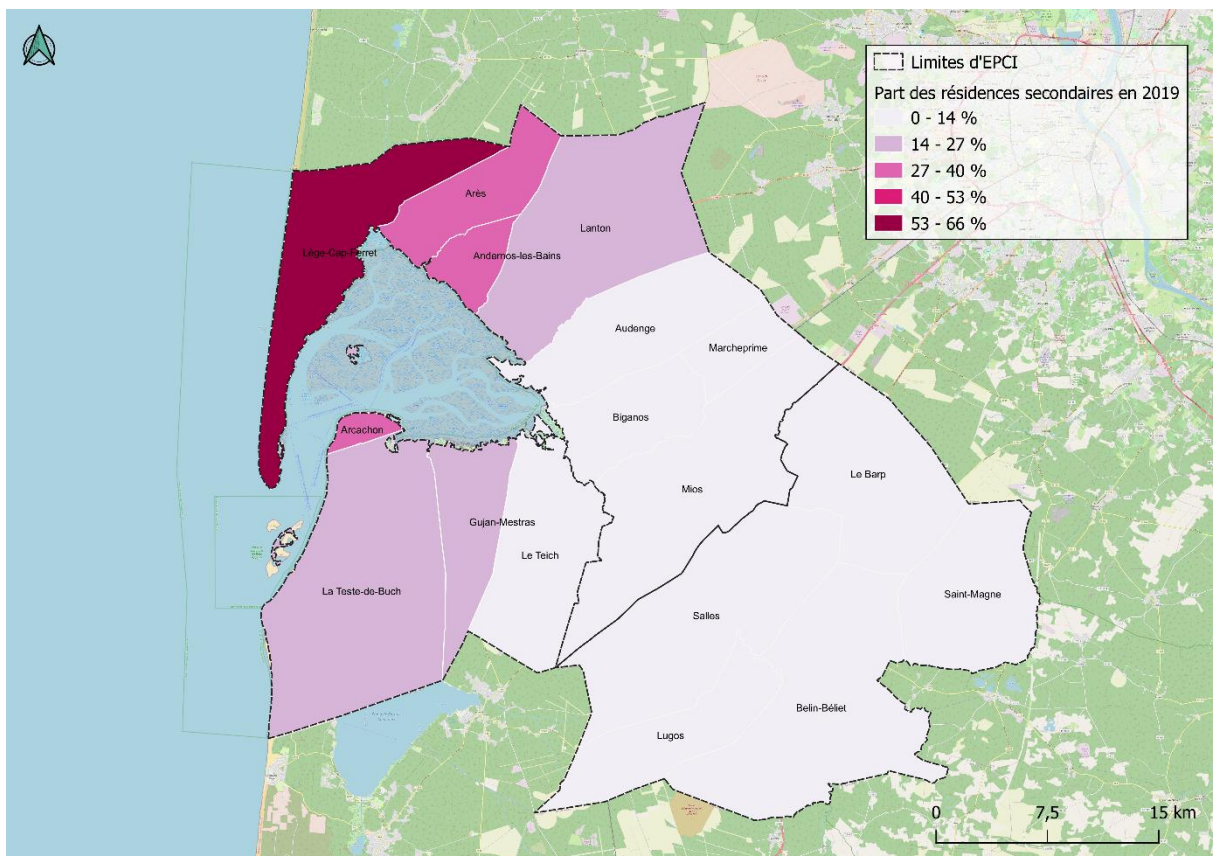 Limites d'EPCI
Part des résidences secondaires en 2019
0 - 14 %
14 - 27 %
27 - 40 %
40 - 53 %
53 - 66 %
Arès
Lanton
Lège-Cap-Ferret
Andernos-les-Bains
Audenge
Marcheprime
Biganos
Arcachon
Le Barp
Mios
Gujan-Mestras
Le Teich
La Teste-de-Buch
Saint-Magne
Salles
Belin-Béliet
Lugos
0 7,5 15 km